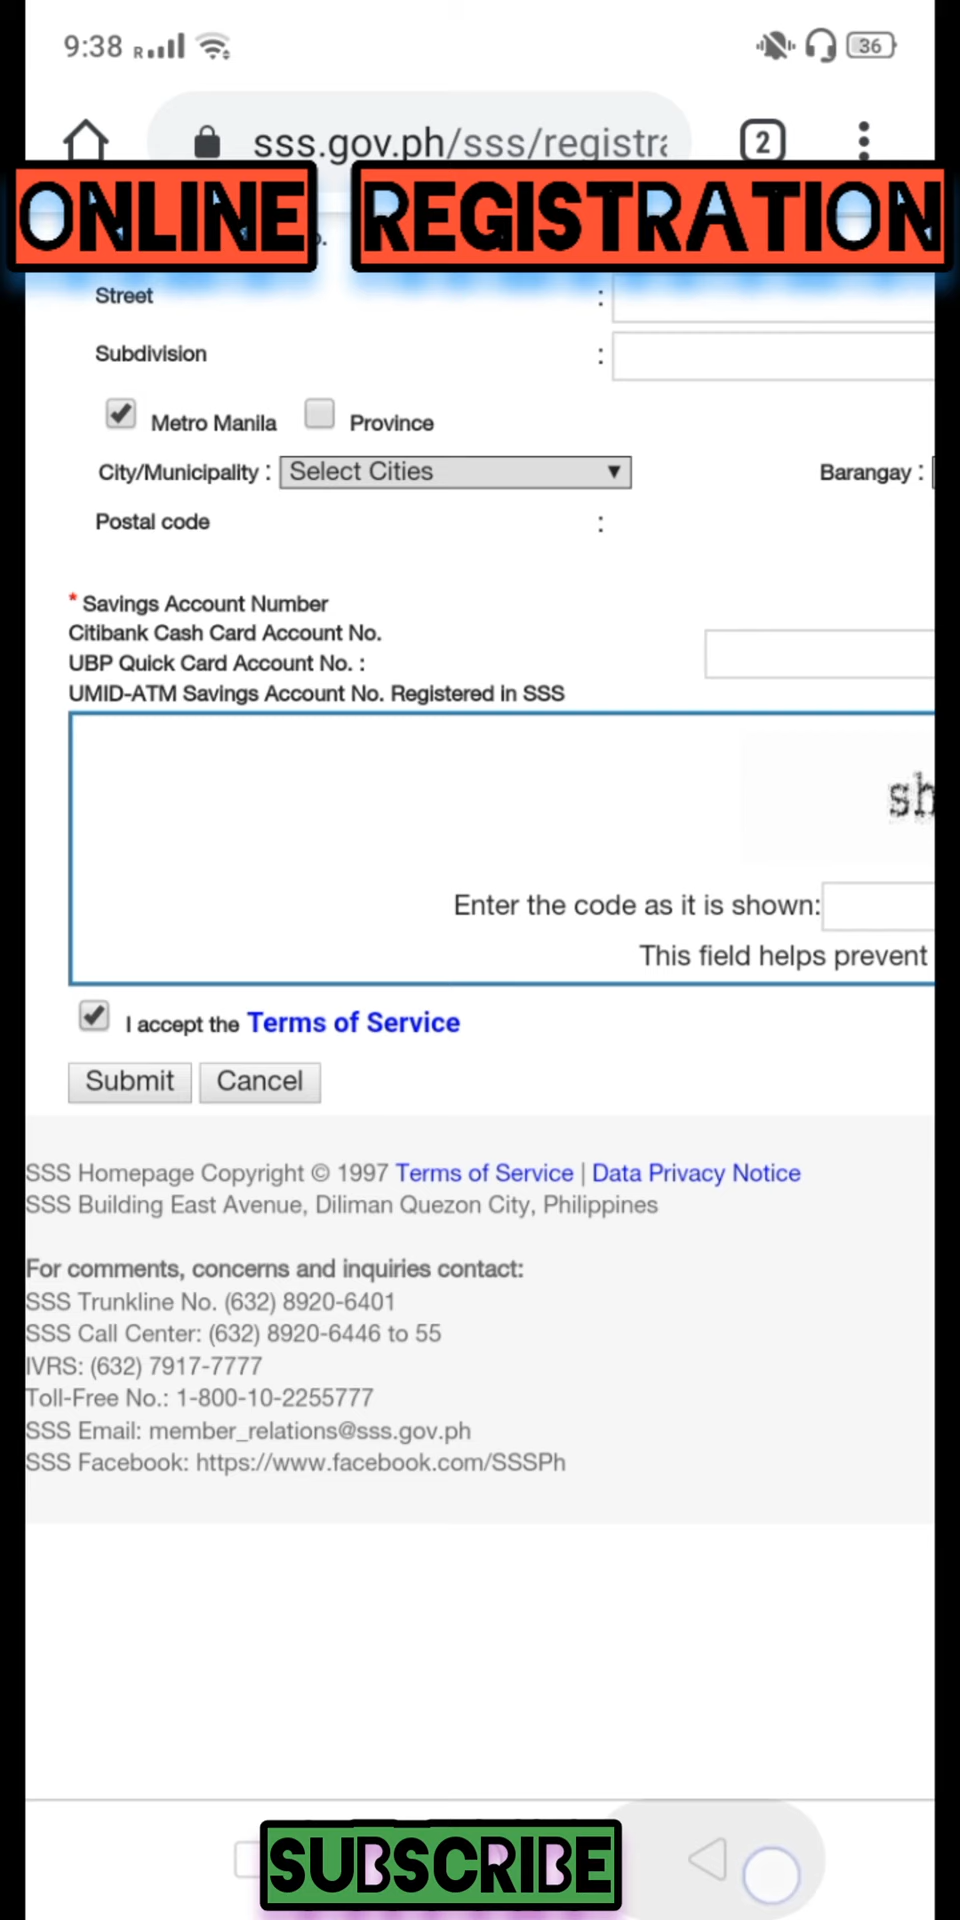 9:38 R 36
sss.gov.ph/sss/registra 2
ONLINE REGISTRATION
Street :
Subdivision :
Metro Manila Province
City/Municipality : Select Cities Barangay :
Postal code :
* Savings Account Number
Citibank Cash Card Account No.
UBP Quick Card Account No. :
UMID-ATM Savings Account No. Registered in SSS
sh
Enter the code as it is shown:
This field helps prevent
I accept the Terms of Service
Submit Cancel
SSS Homepage Copyright © 1997 Terms of Service | Data Privacy Notice
SSS Building East Avenue, Diliman Quezon City, Philippines
For comments, concerns and inquiries contact:
SSS Trunkline No. (632) 8920-6401
SSS Call Center: (632) 8920-6446 to 55
IVRS: (632) 7917-7777
Toll-Free No.: 1-800-10-2255777
SSS Email: member_relations@sss.gov.ph
SSS Facebook: https://www.facebook.com/SSSPh
SUBSCRIBE